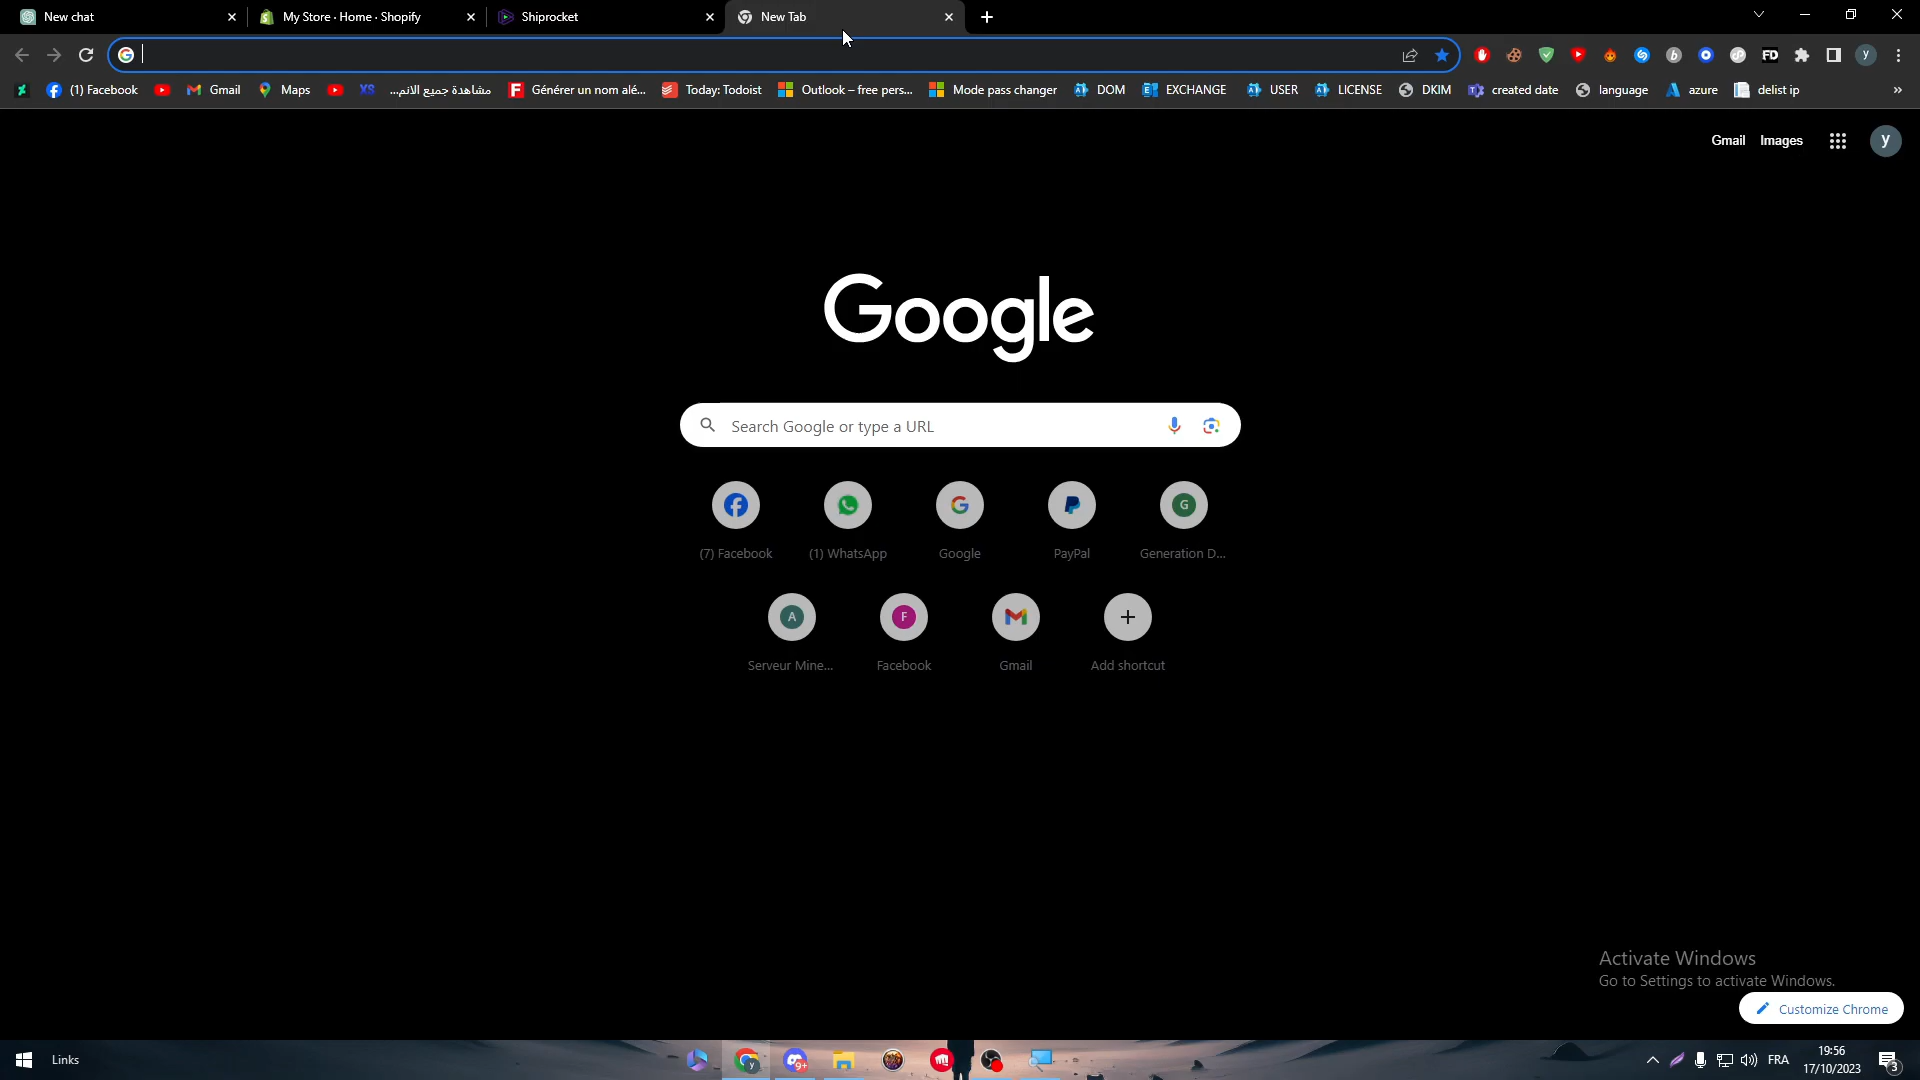 New chat
My Store · Home · Shopify
Shiprocket
New Tab
(1) Facebook
Gmail
Maps
XS
مشاهدة جميع الانم...
Générer un nom alé...
Today: Todoist
Outlook – free pers...
Mode pass changer
DOM
EXCHANGE
USER
LICENSE
DKIM
created date
language
azure
delist ip
»
FD
y
Gmail
Images
y
Google
Search Google or type a URL
(7) Facebook
(1) WhatsApp
Google
PayPal
G
Generation D...
A
Serveur Mine...
F
Facebook
Gmail
Add shortcut
Activate Windows
Go to Settings to activate Windows.
Customize Chrome
Links
9+
FRA
19:56
17/10/2023
3